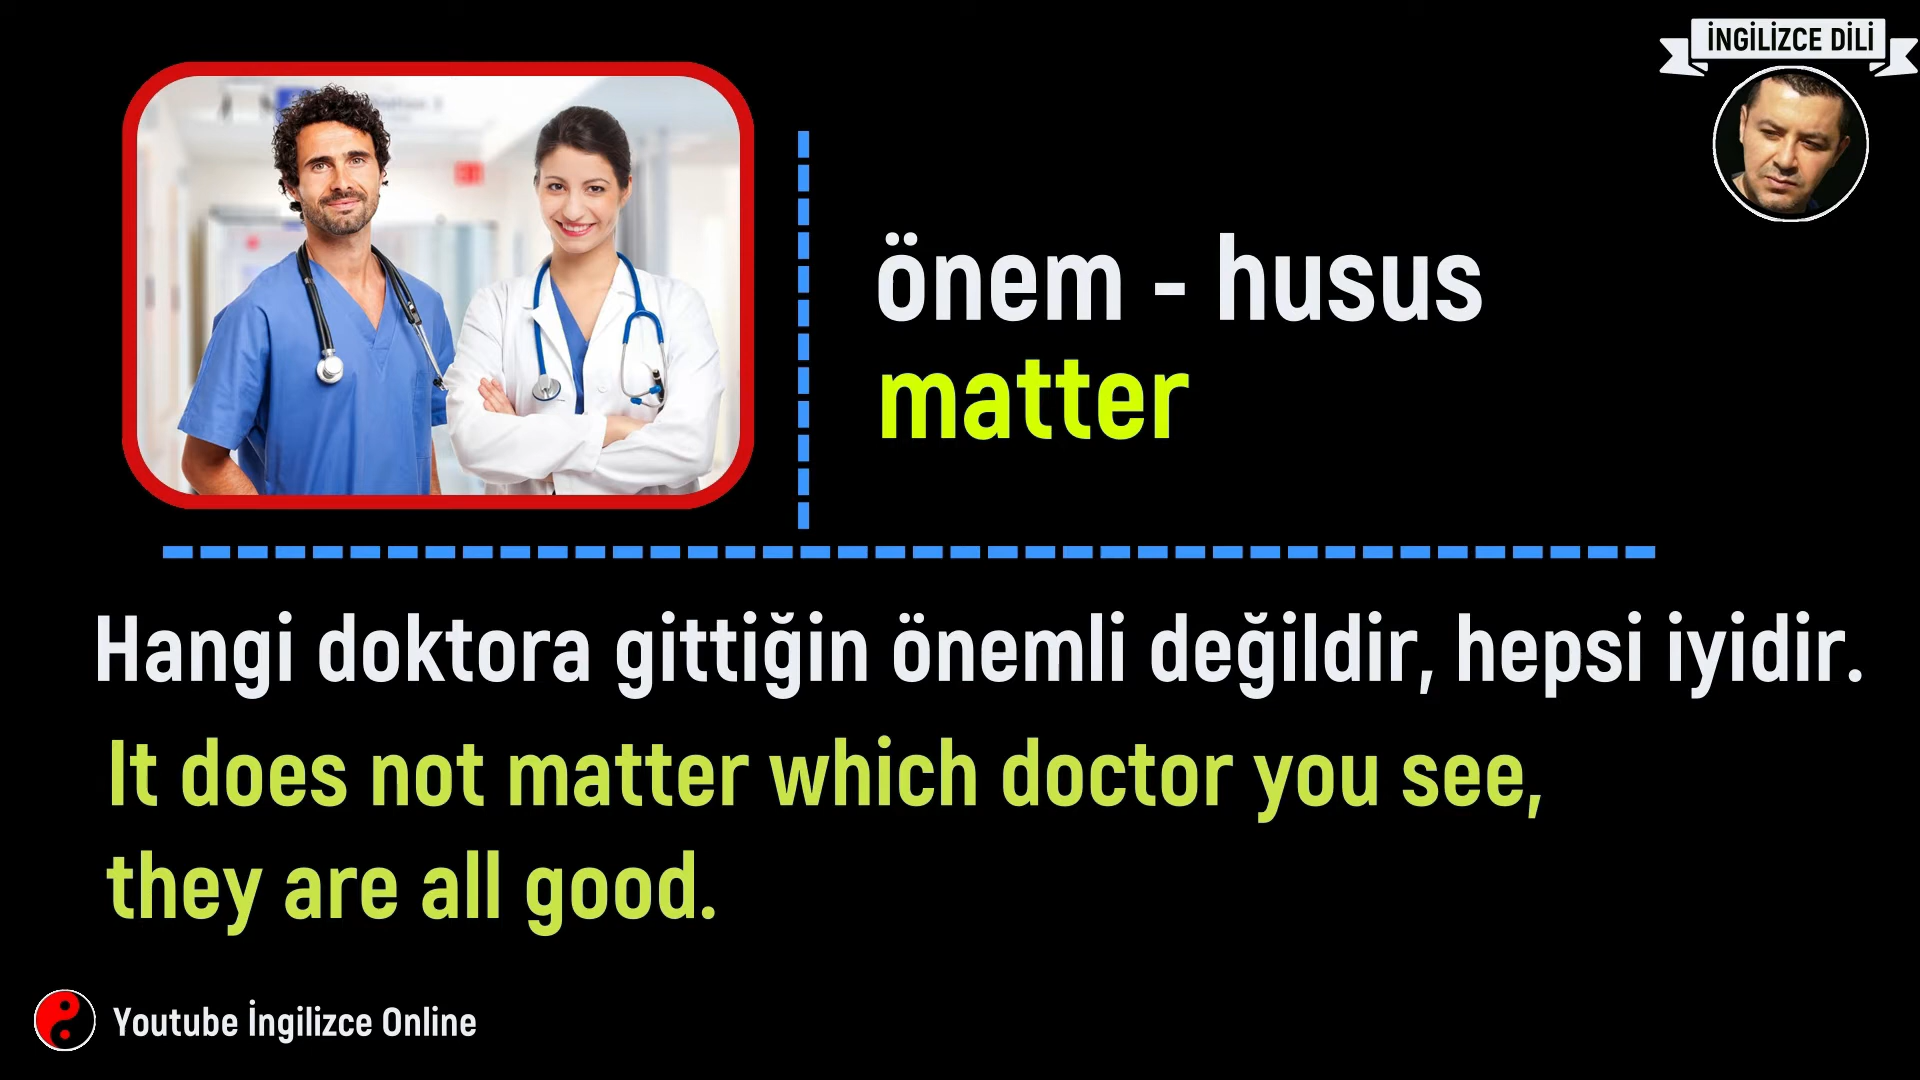 İNGİLİZCE DİLİ
önem - husus
matter
Hangi doktora gittiğin önemli değildir, hepsi iyidir.
It does not matter which doctor you see,
they are all good.
Youtube İngilizce Online